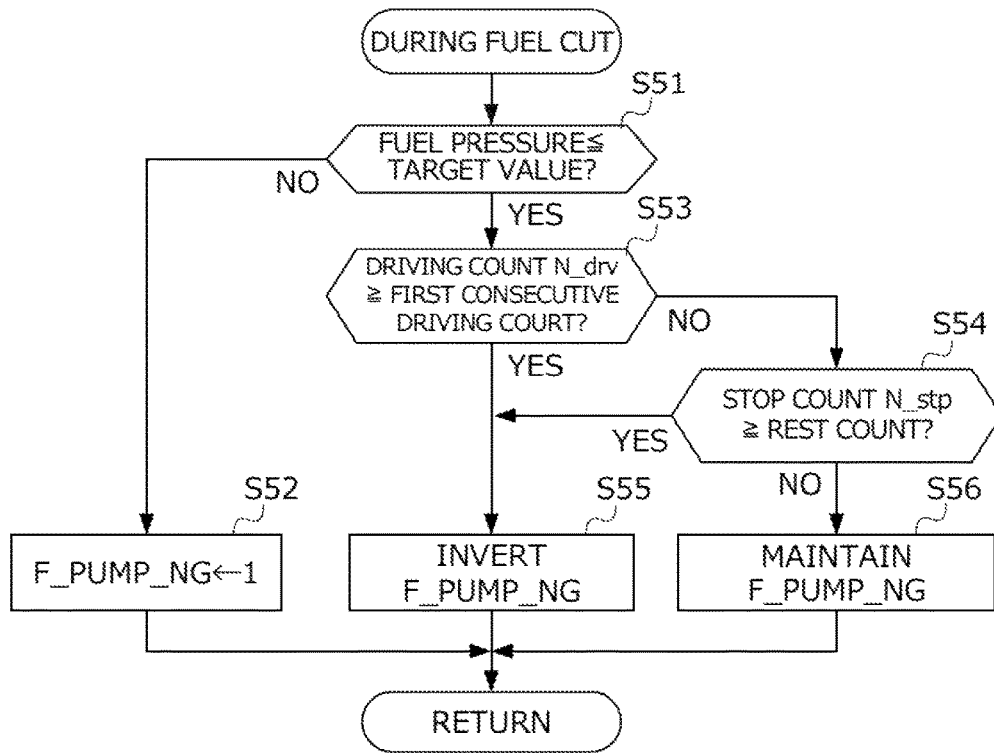 DURING FUEL CUT
S51
FUEL PRESSURE≦
TARGET VALUE?
NO
YES
S53
DRIVING COUNT N_drv
≧ FIRST CONSECUTIVE
DRIVING COURT?
NO
YES
S54
STOP COUNT N_stp
≧ REST COUNT?
YES
NO
S52
F_PUMP_NG←1
S55
INVERT
F_PUMP_NG
S56
MAINTAIN
F_PUMP_NG
RETURN